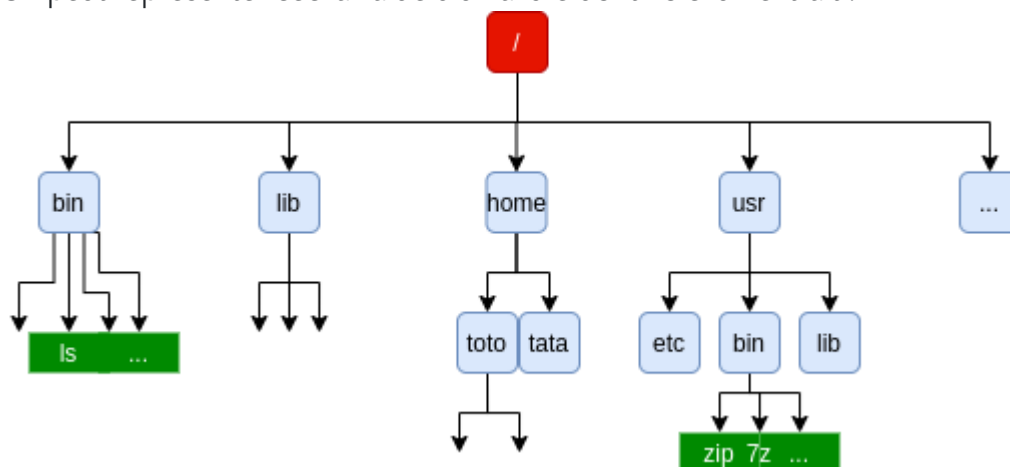 /
bin lib home usr ...
toto tata etc bin lib
ls ...
zip 7z ...